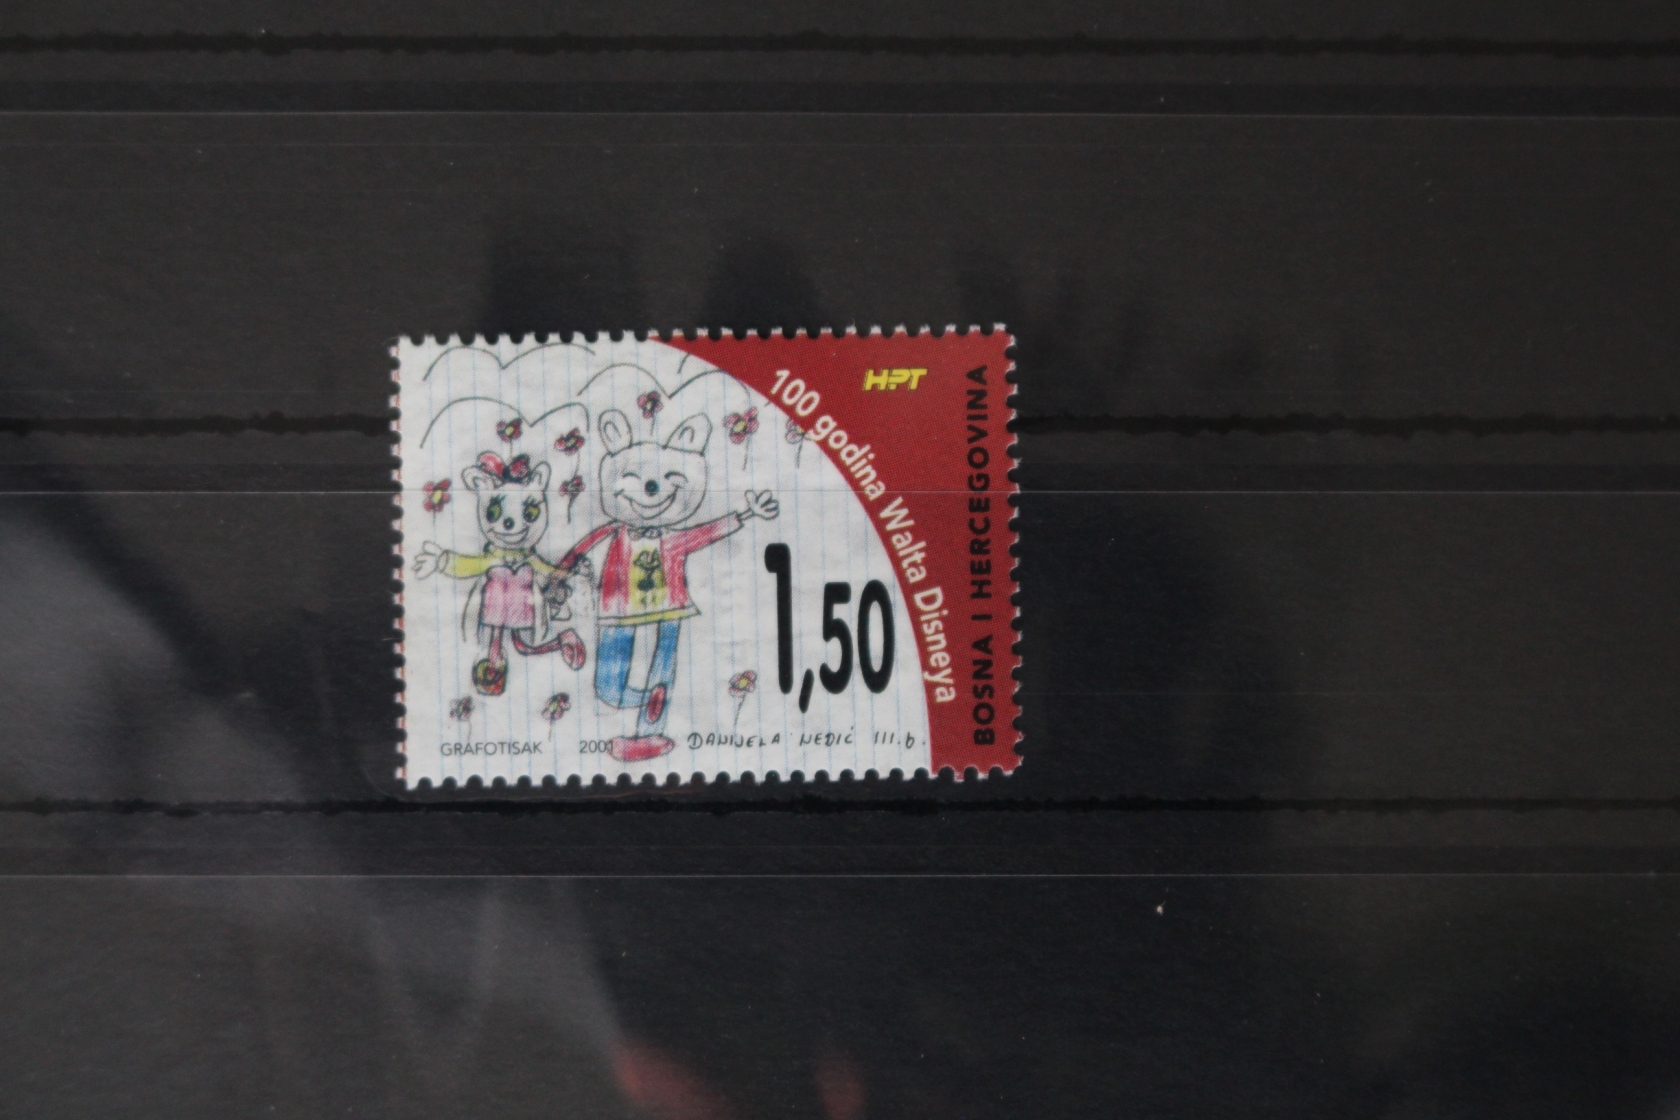 HPT
100 godina Walta Disneya
BOSNA I HERCEGOVINA
1,50
GRAFOTISAK 2001 DANIJELA NEDIĆ III.b.